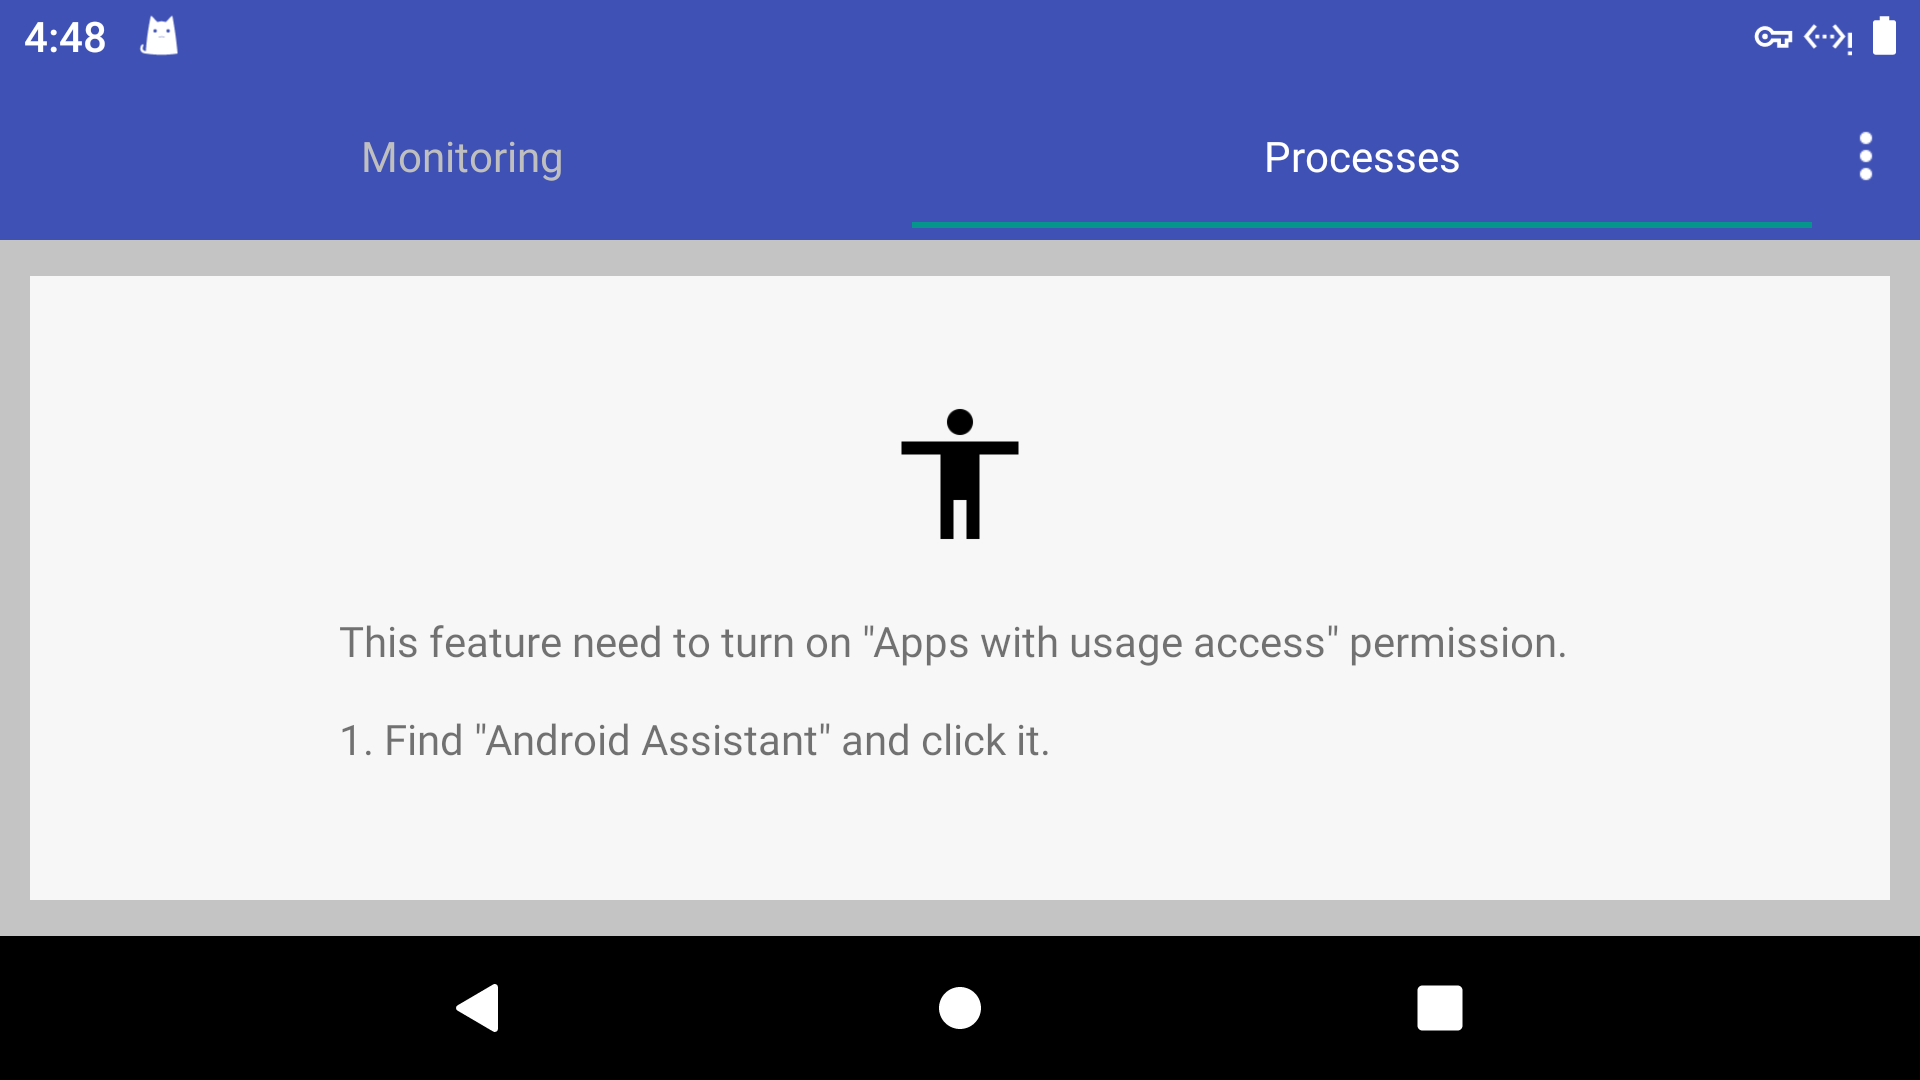 4:48
Monitoring
Processes
This feature need to turn on "Apps with usage access" permission.
1. Find "Android Assistant" and click it.